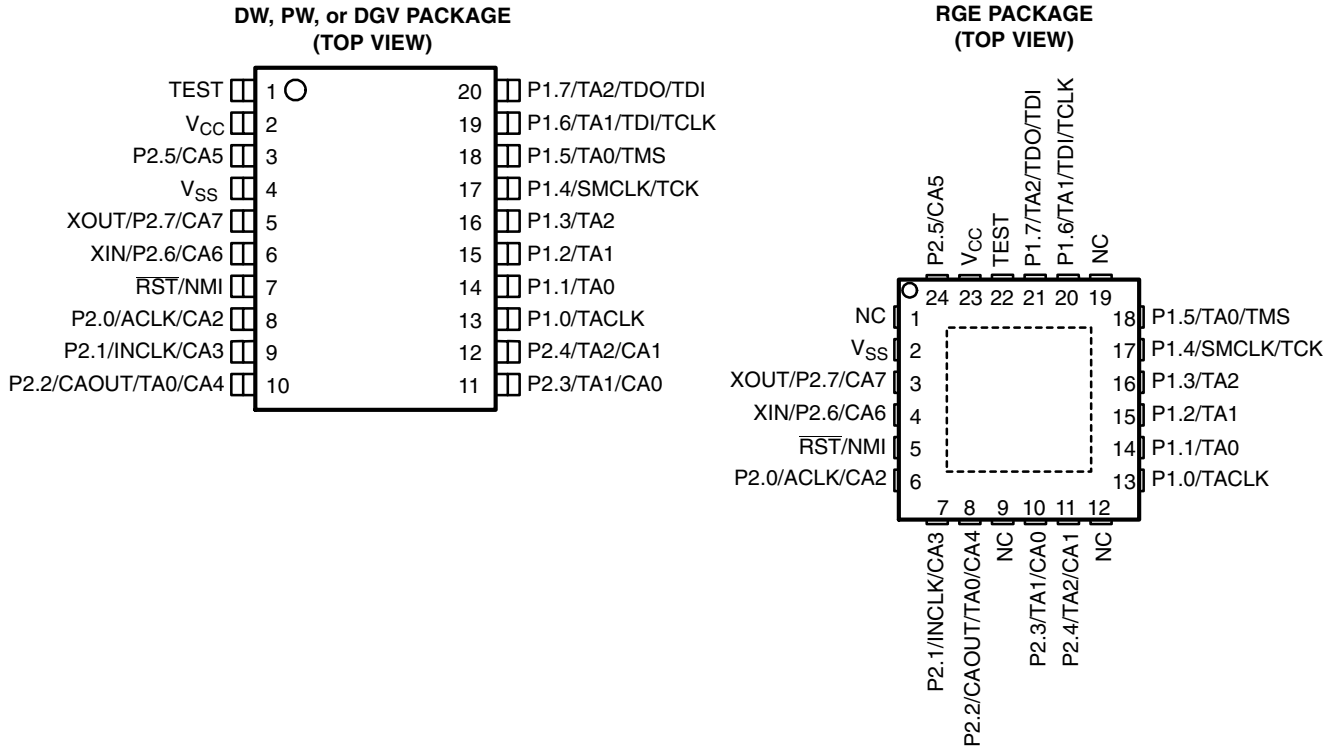 DW, PW, or DGV PACKAGE
(TOP VIEW)
TEST 1 20 P1.7/TA2/TDO/TDI
VCC 2 19 P1.6/TA1/TDI/TCLK
P2.5/CA5 3 18 P1.5/TA0/TMS
VSS 4 17 P1.4/SMCLK/TCK
XOUT/P2.7/CA7 5 16 P1.3/TA2
XIN/P2.6/CA6 6 15 P1.2/TA1
RST/NMI 7 14 P1.1/TA0
P2.0/ACLK/CA2 8 13 P1.0/TACLK
P2.1/INCLK/CA3 9 12 P2.4/TA2/CA1
P2.2/CAOUT/TA0/CA4 10 11 P2.3/TA1/CA0
RGE PACKAGE
(TOP VIEW)
P2.5/CA5
VCC
TEST
P1.7/TA2/TDO/TDI
P1.6/TA1/TDI/TCLK
NC
24 23 22 21 20 19
NC 1 18 P1.5/TA0/TMS
VSS 2 17 P1.4/SMCLK/TCK
XOUT/P2.7/CA7 3 16 P1.3/TA2
XIN/P2.6/CA6 4 15 P1.2/TA1
RST/NMI 5 14 P1.1/TA0
P2.0/ACLK/CA2 6 13 P1.0/TACLK
7 8 9 10 11 12
P2.1/INCLK/CA3
P2.2/CAOUT/TA0/CA4
NC
P2.3/TA1/CA0
P2.4/TA2/CA1
NC